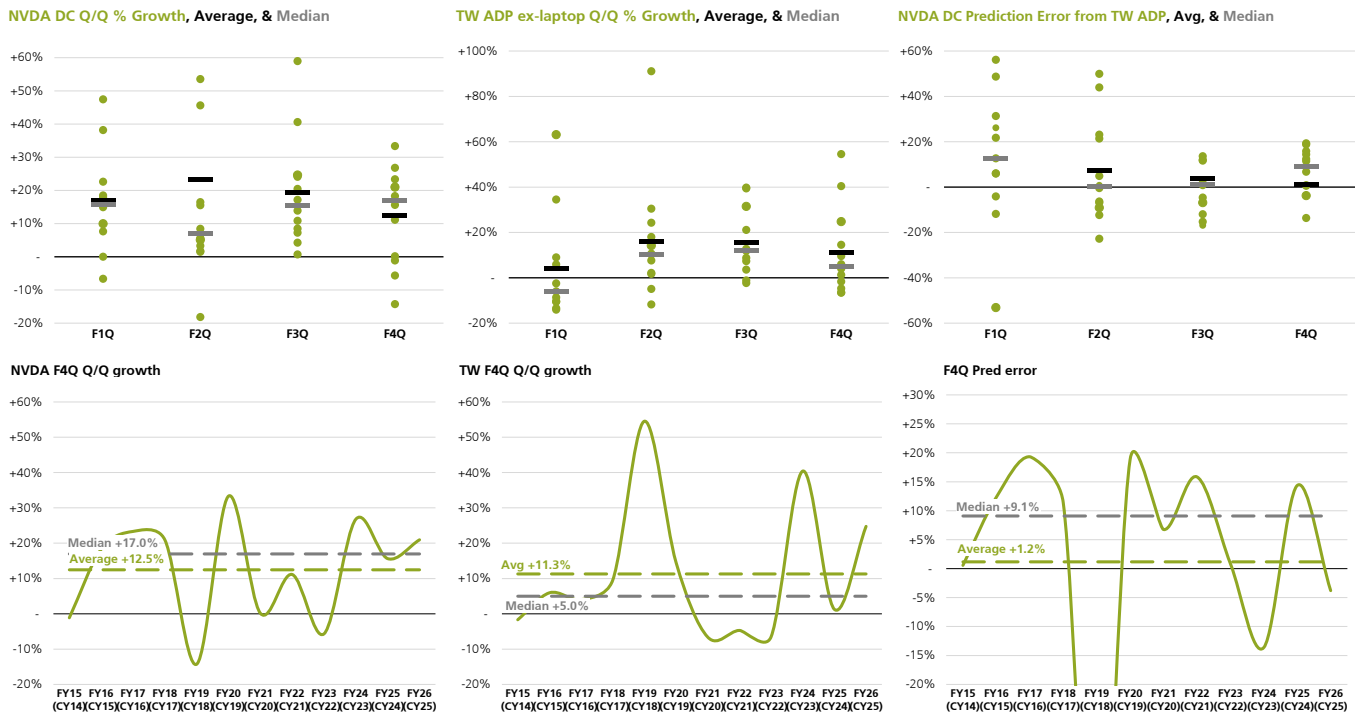 NVDA DC Q/Q % Growth, Average, & Median
+60%
+50%
+40%
+30%
+20%
+10%
-
-10%
-20%
F1Q F2Q F3Q F4Q
TW ADP ex-laptop Q/Q % Growth, Average, & Median
+100%
+80%
+60%
+40%
+20%
-
-20%
F1Q F2Q F3Q F4Q
NVDA DC Prediction Error from TW ADP, Avg, & Median
+60%
+40%
+20%
-
-20%
-40%
-60%
F1Q F2Q F3Q F4Q
NVDA F4Q Q/Q growth
+60%
+50%
+40%
+30%
+20%
+10%
-
-10%
-20%
Median +17.0%
Average +12.5%
FY15 FY16 FY17 FY18 FY19 FY20 FY21 FY22 FY23 FY24 FY25 FY26
(CY14)(CY15)(CY16)(CY17)(CY18)(CY19)(CY20)(CY21)(CY22)(CY23)(CY24)(CY25)
TW F4Q Q/Q growth
+60%
+50%
+40%
+30%
+20%
+10%
-
-10%
-20%
Avg +11.3%
Median +5.0%
FY15 FY16 FY17 FY18 FY19 FY20 FY21 FY22 FY23 FY24 FY25 FY26
(CY14)(CY15)(CY16)(CY17)(CY18)(CY19)(CY20)(CY21)(CY22)(CY23)(CY24)(CY25)
F4Q Pred error
+30%
+25%
+20%
+15%
+10%
+5%
-
-5%
-10%
-15%
-20%
Median +9.1%
Average +1.2%
FY15 FY16 FY17 FY18 FY19 FY20 FY21 FY22 FY23 FY24 FY25 FY26
(CY14)(CY15)(CY16)(CY17)(CY18)(CY19)(CY20)(CY21)(CY22)(CY23)(CY24)(CY25)